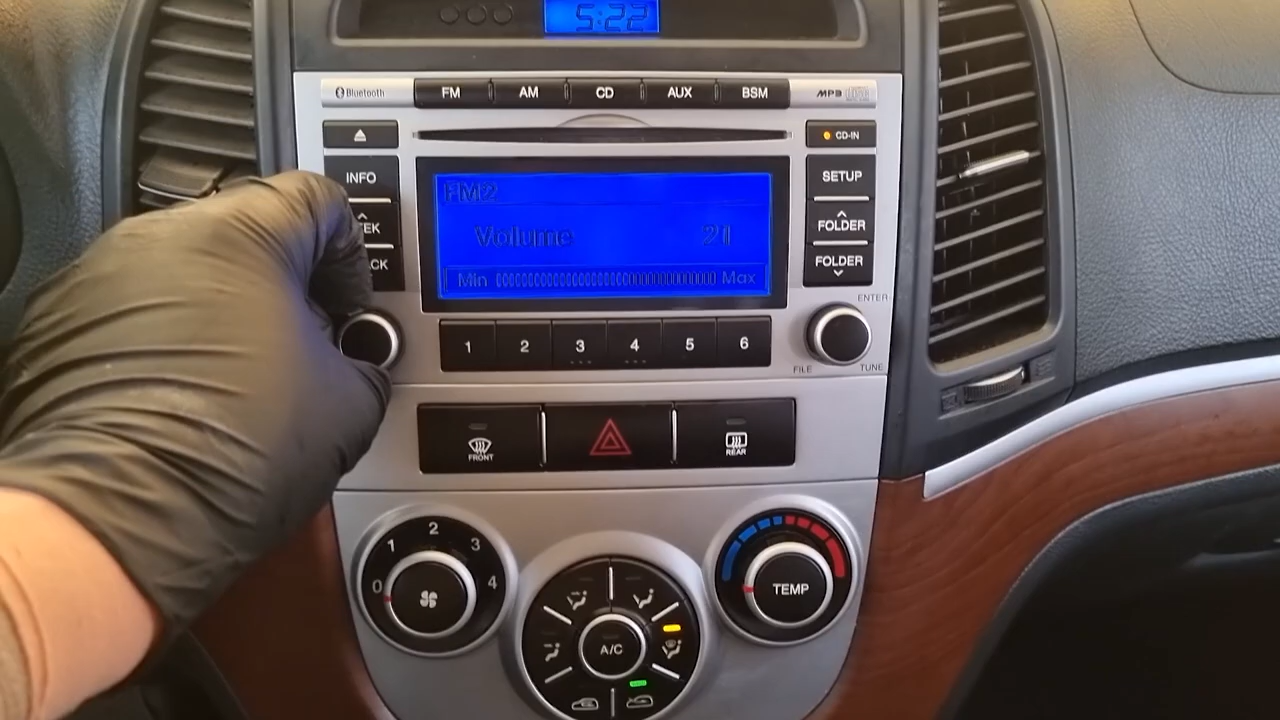 5:22
Bluetooth
FM AM CD AUX BSM
MP3
CD-IN
INFO
SETUP
FOLDER
FOLDER
FM2
Volume 21
Min Max
ENTER
1 2 3 4 5 6
FILE TUNE
FRONT
REAR
0 1 2 3 4
TEMP
A/C